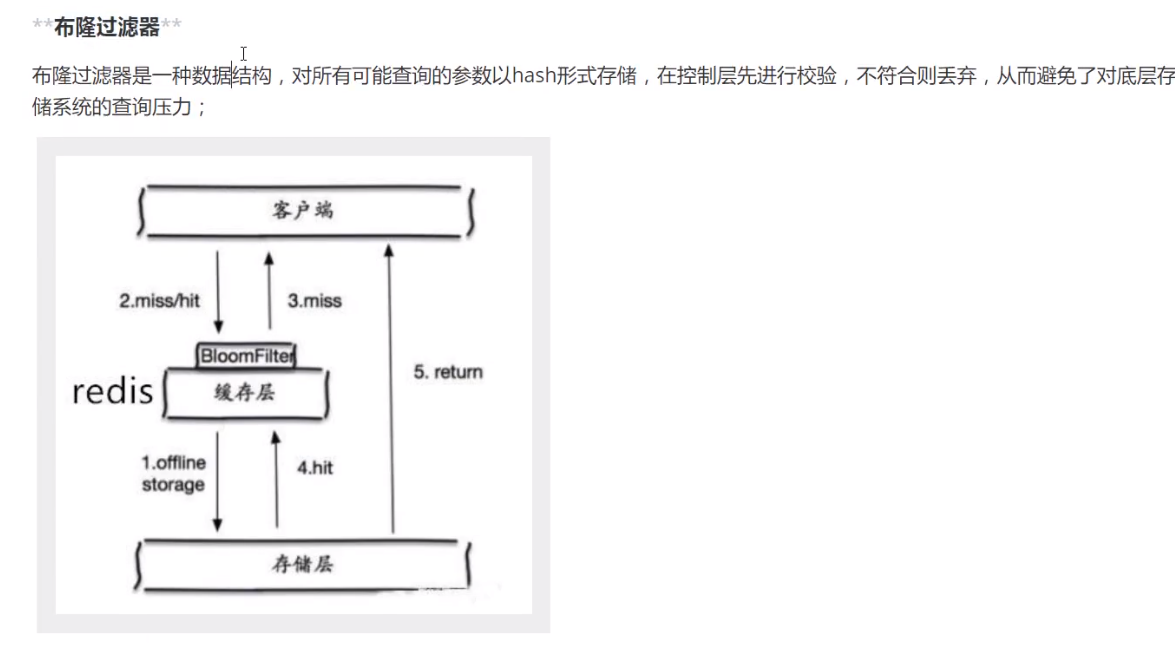 **布隆过滤器**
布隆过滤器是一种数据结构，对所有可能查询的参数以hash形式存储，在控制层先进行校验，不符合则丢弃，从而避免了对底层存
储系统的查询压力；
客户端
2.miss/hit
3.miss
BloomFilter
redis
缓存层
5. return
1.offline
storage
4.hit
存储层